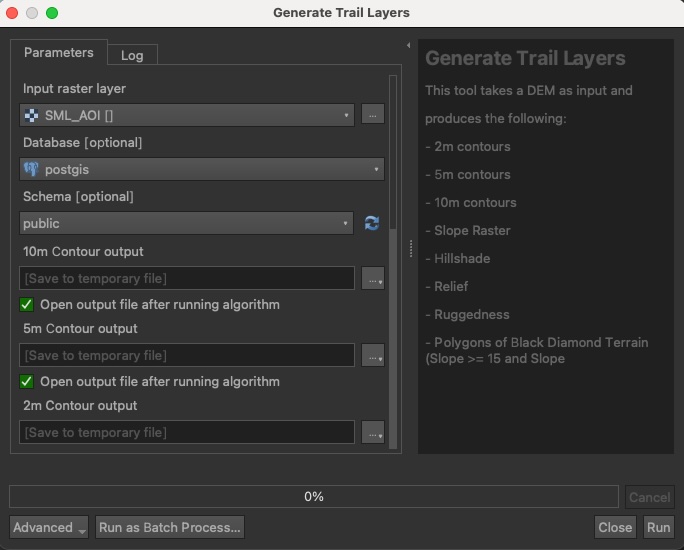 Generate Trail Layers
Parameters
Log
Input raster layer
SML_AOI []
...
Database [optional]
postgis
Schema [optional]
public
10m Contour output
[Save to temporary file]
...
Open output file after running algorithm
5m Contour output
[Save to temporary file]
...
Open output file after running algorithm
2m Contour output
[Save to temporary file]
...
Generate Trail Layers
This tool takes a DEM as input and
produces the following:
- 2m contours
- 5m contours
- 10m contours
- Slope Raster
- Hillshade
- Relief
- Ruggedness
- Polygons of Black Diamond Terrain
(Slope >= 15 and Slope
0%
Cancel
Advanced
Run as Batch Process...
Close
Run